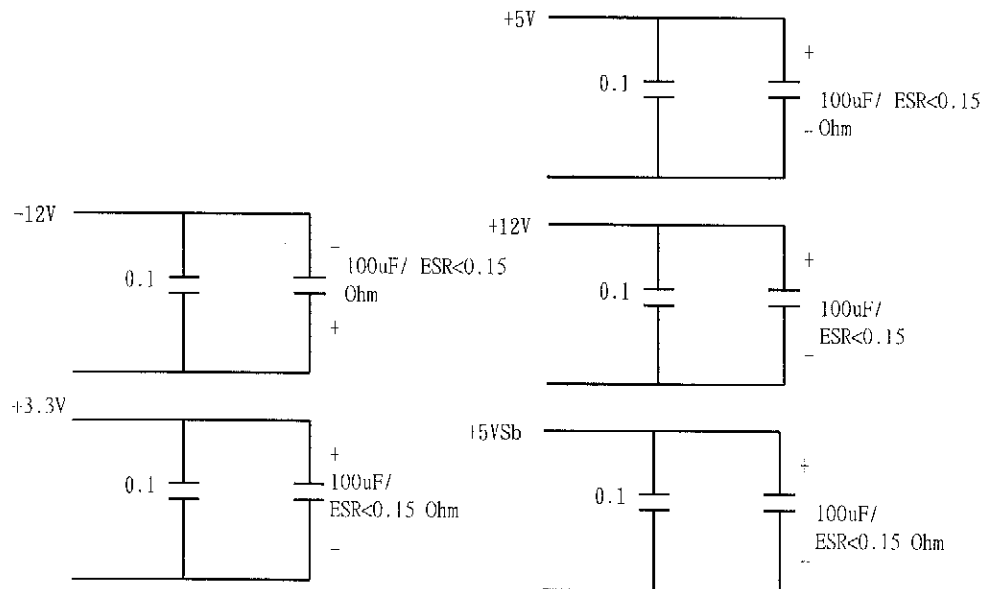 +5V
+
0.1
100uF/ ESR<0.15
- Ohm
-12V
-
0.1
100uF/ ESR<0.15
Ohm
+
+12V
+
0.1
100uF/
ESR<0.15
-
+3.3V
+
0.1
100uF/
ESR<0.15 Ohm
-
+5VSb
+
0.1
100uF/
ESR<0.15 Ohm
-